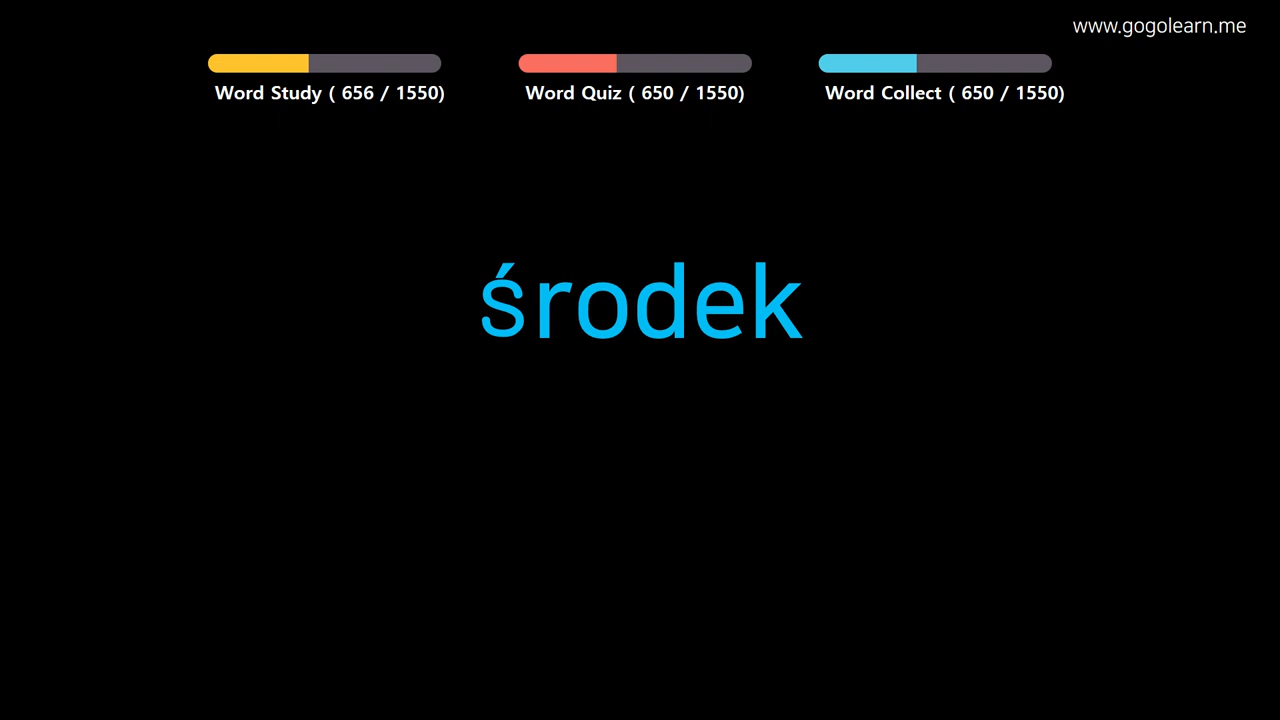 www.gogolearn.me
Word Study ( 656 / 1550)
Word Quiz ( 650 / 1550)
Word Collect ( 650 / 1550)
środek